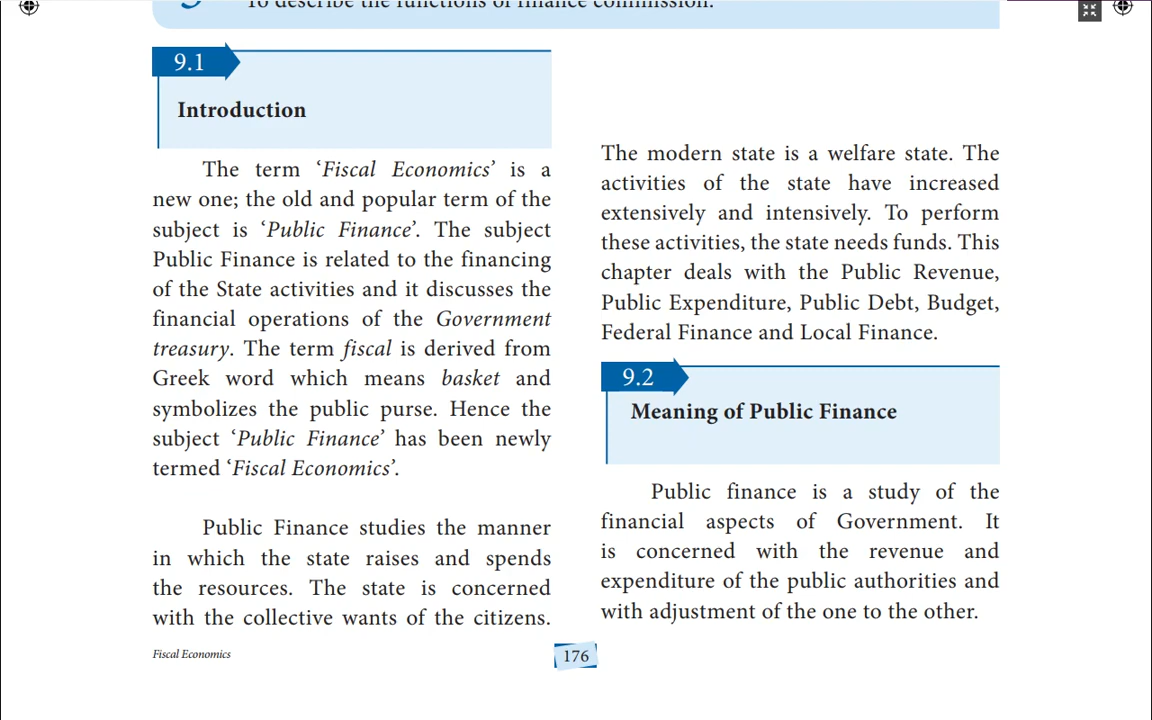 To describe the functions of finance commission.
9.1
Introduction
The term ‘Fiscal Economics’ is a
new one; the old and popular term of the
subject is ‘Public Finance’. The subject
Public Finance is related to the financing
of the State activities and it discusses the
financial operations of the Government
treasury. The term fiscal is derived from
Greek word which means basket and
symbolizes the public purse. Hence the
subject ‘Public Finance’ has been newly
termed ‘Fiscal Economics’.
Public Finance studies the manner
in which the state raises and spends
the resources. The state is concerned
with the collective wants of the citizens.
The modern state is a welfare state. The
activities of the state have increased
extensively and intensively. To perform
these activities, the state needs funds. This
chapter deals with the Public Revenue,
Public Expenditure, Public Debt, Budget,
Federal Finance and Local Finance.
9.2
Meaning of Public Finance
Public finance is a study of the
financial aspects of Government. It
is concerned with the revenue and
expenditure of the public authorities and
with adjustment of the one to the other.
Fiscal Economics
176